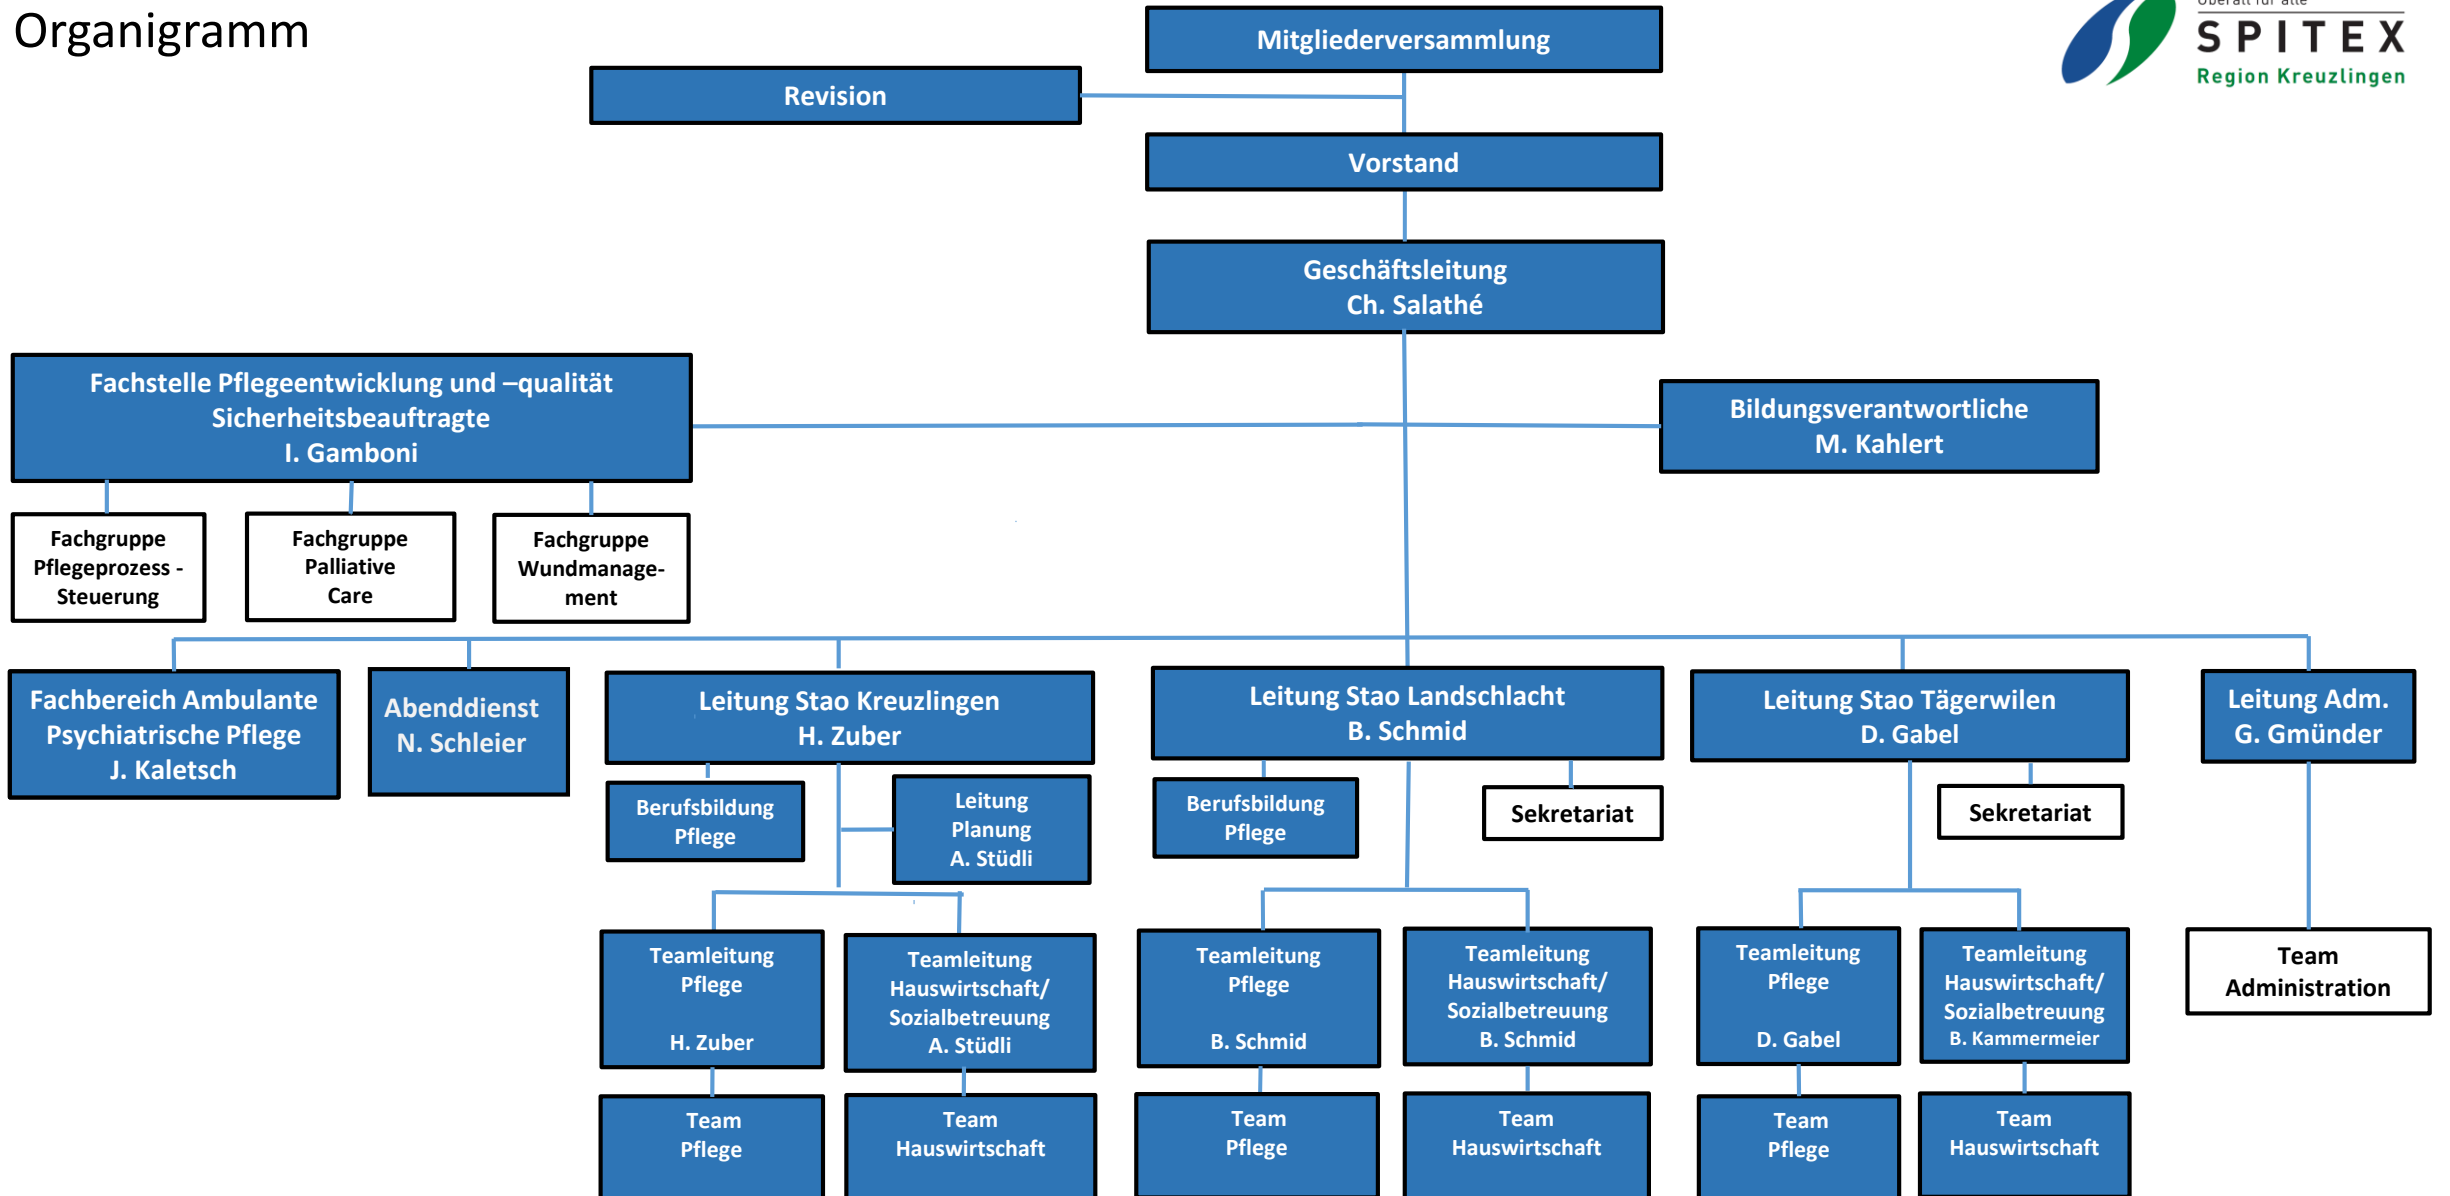 Organigramm
Überall für alle
SPITEX
Region Kreuzlingen
Mitgliederversammlung
Revision
Vorstand
Geschäftsleitung
Ch. Salathé
Fachstelle Pflegeentwicklung und –qualität
Sicherheitsbeauftragte
I. Gamboni
Bildungsverantwortliche
M. Kahlert
Fachgruppe
Pflegeprozess -
Steuerung
Fachgruppe
Palliative
Care
Fachgruppe
Wundmanage-
ment
Fachbereich Ambulante
Psychiatrische Pflege
J. Kaletsch
Abenddienst
N. Schleier
Leitung Stao Kreuzlingen
H. Zuber
Leitung Stao Landschlacht
B. Schmid
Leitung Stao Tägerwilen
D. Gabel
Leitung Adm.
G. Gmünder
Berufsbildung
Pflege
Leitung
Planung
A. Stüdli
Berufsbildung
Pflege
Sekretariat
Sekretariat
Teamleitung
Pflege
H. Zuber
Teamleitung
Hauswirtschaft/
Sozialbetreuung
A. Stüdli
Teamleitung
Pflege
B. Schmid
Teamleitung
Hauswirtschaft/
Sozialbetreuung
B. Schmid
Teamleitung
Pflege
D. Gabel
Teamleitung
Hauswirtschaft/
Sozialbetreuung
B. Kammermeier
Team
Administration
Team
Pflege
Team
Hauswirtschaft
Team
Pflege
Team
Hauswirtschaft
Team
Pflege
Team
Hauswirtschaft